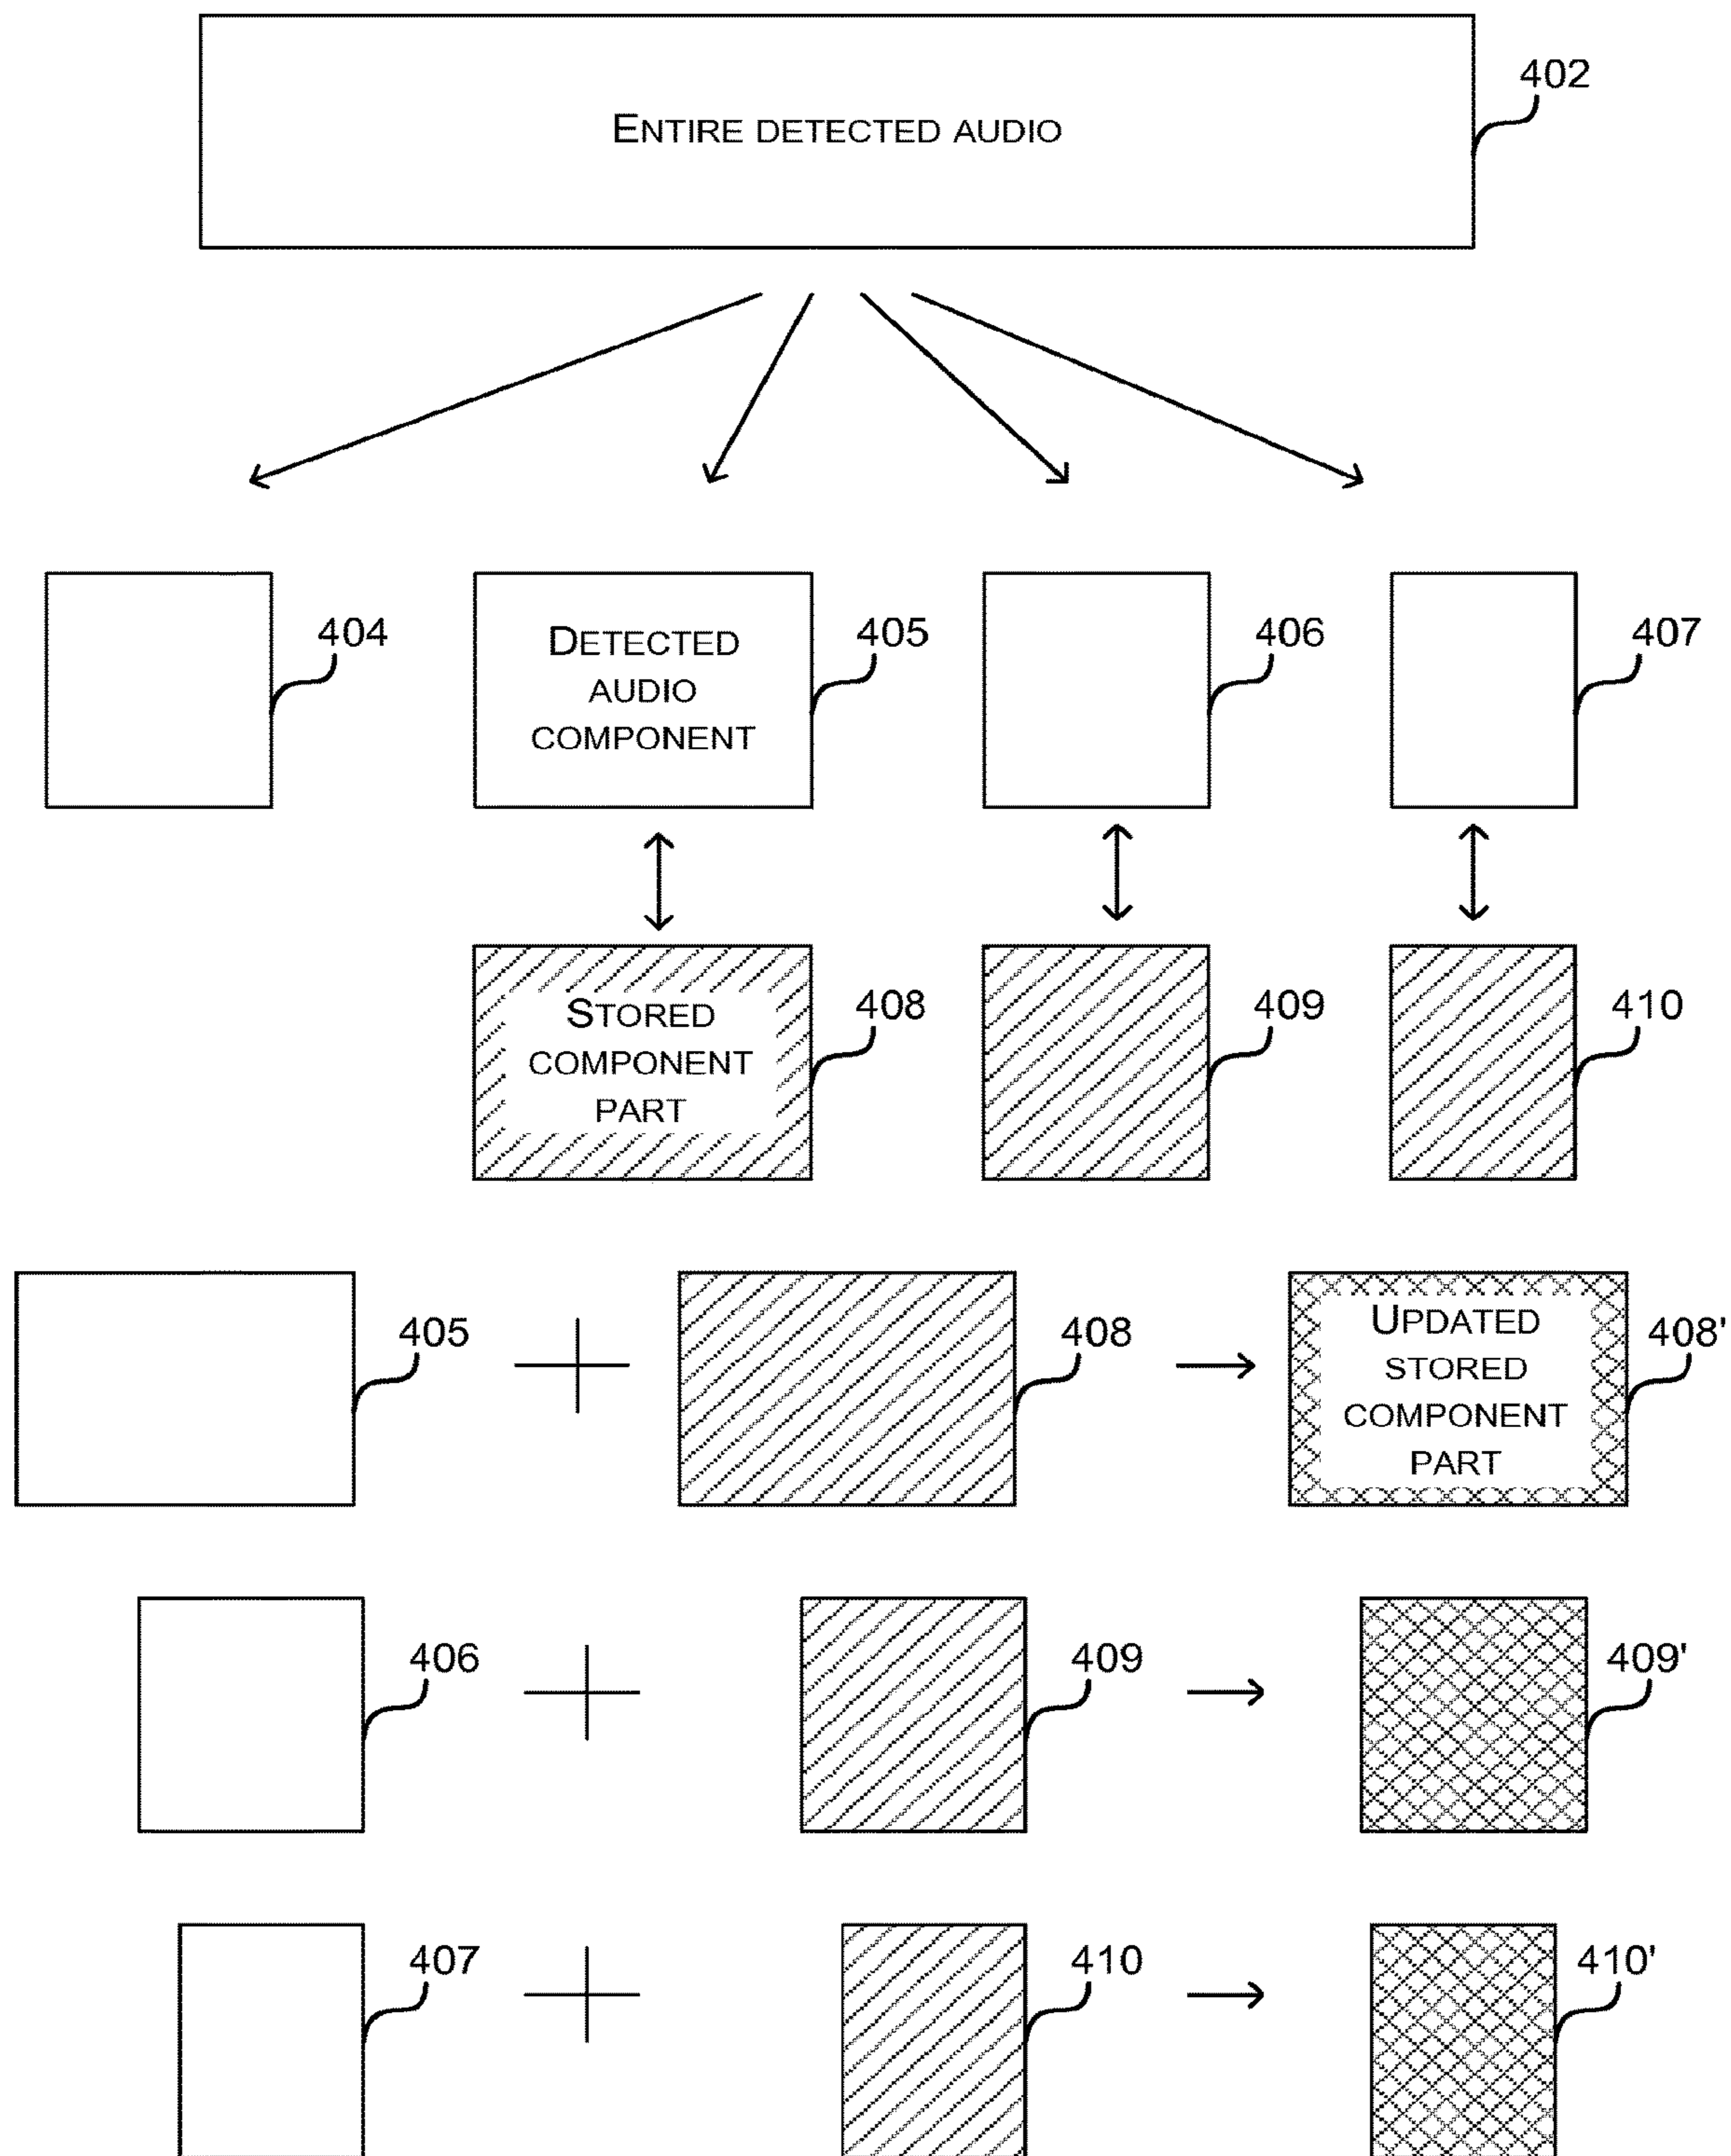 ENTIRE DETECTED AUDIO
402
404
DETECTED
AUDIO
COMPONENT
405
406
407
STORED
COMPONENT
PART
408
409
410
405
408
UPDATED
STORED
COMPONENT
PART
408'
406
409
409'
407
410
410'